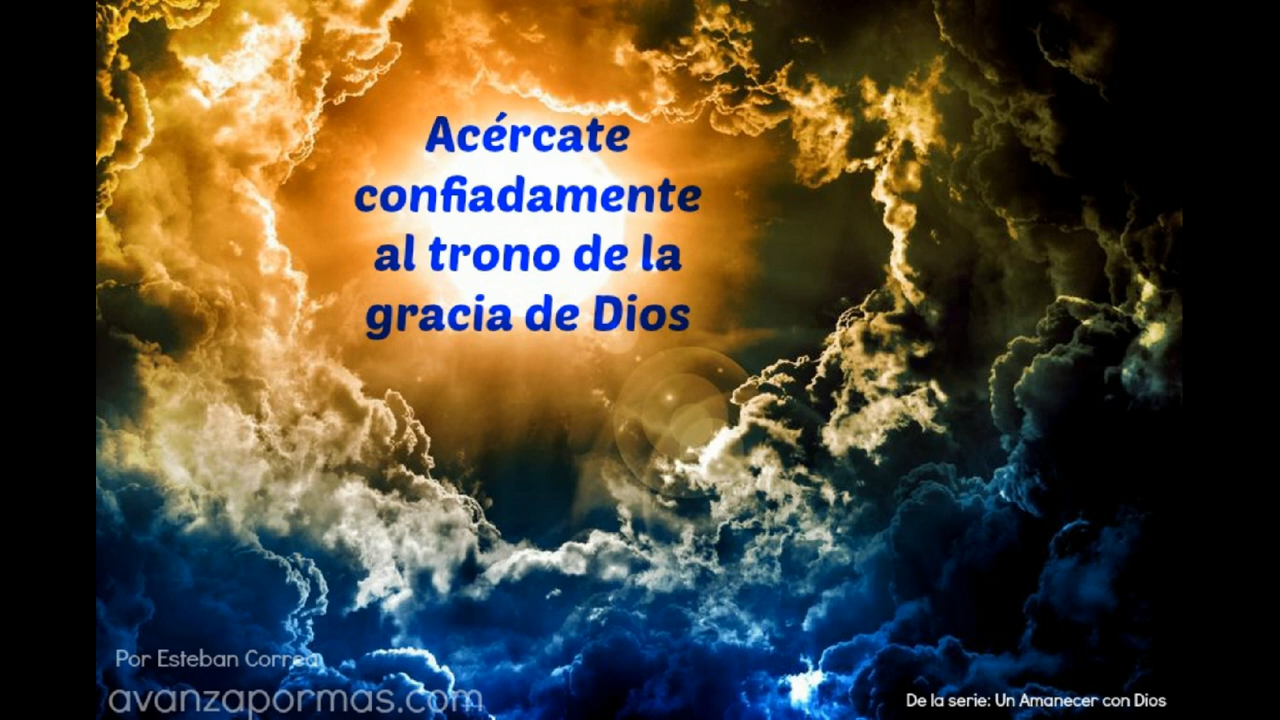 Acércate
confiadamente
al trono de la
gracia de Dios
Por Esteban Correa
avanzapormas.com
De la serie: Un Amanecer con Dios